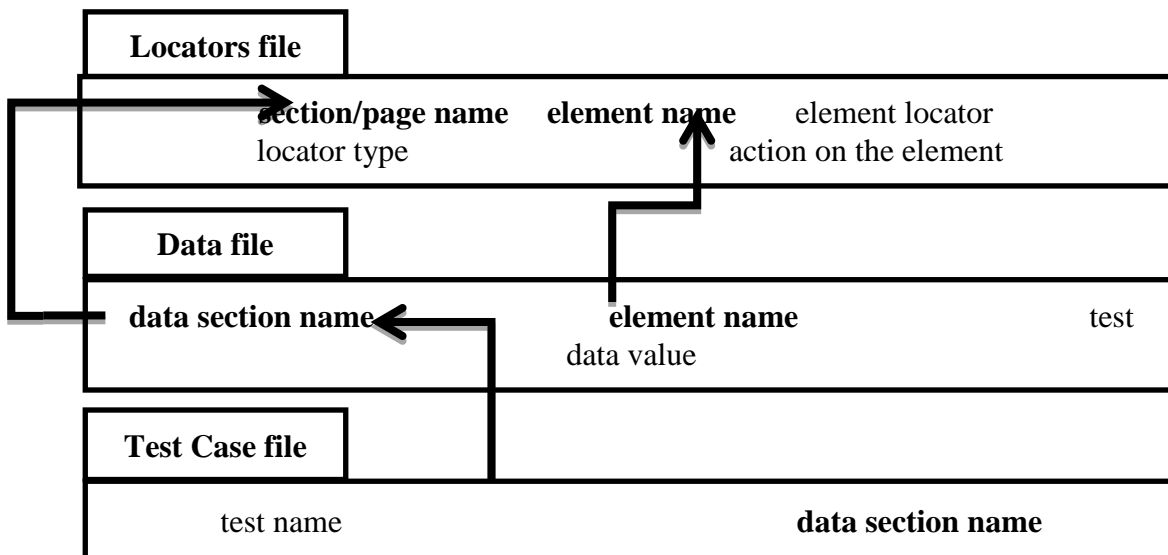 Locators file
section/page name element name element locator
locator type action on the element
Data file
data section name element name test
data value
Test Case file
test name data section name